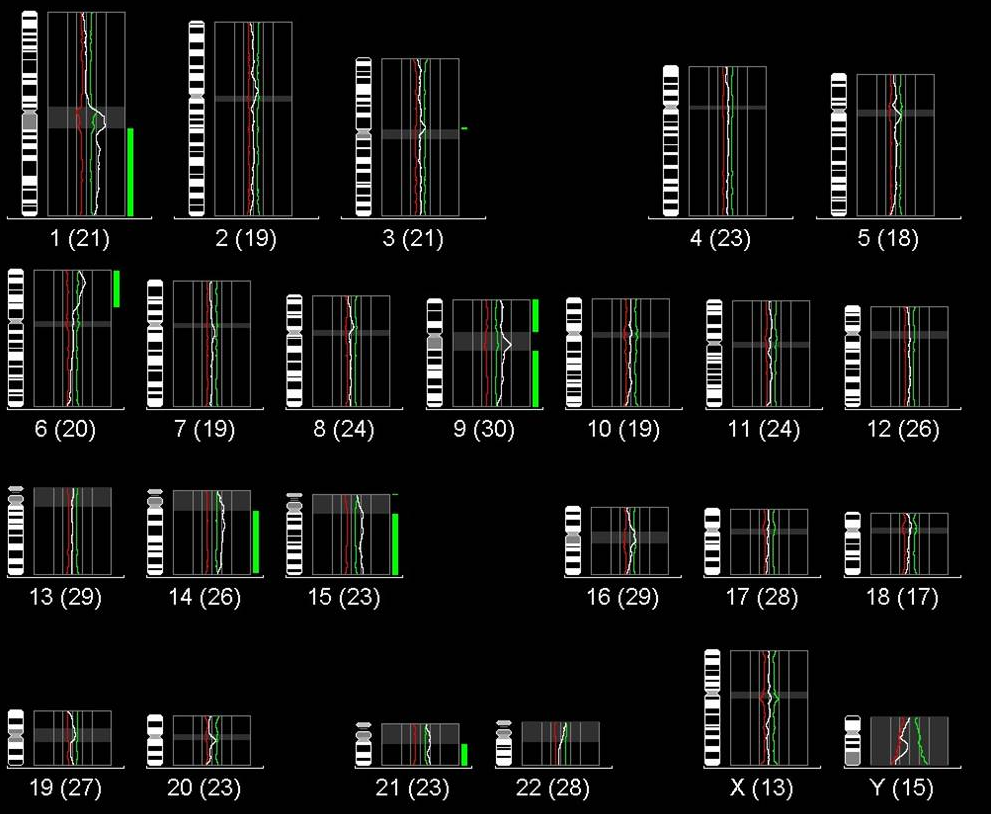 1 (21) 2 (19) 3 (21) 4 (23) 5 (18)
6 (20) 7 (19) 8 (24) 9 (30) 10 (19) 11 (24) 12 (26)
13 (29) 14 (26) 15 (23) 16 (29) 17 (28) 18 (17)
19 (27) 20 (23) 21 (23) 22 (28) X (13) Y (15)